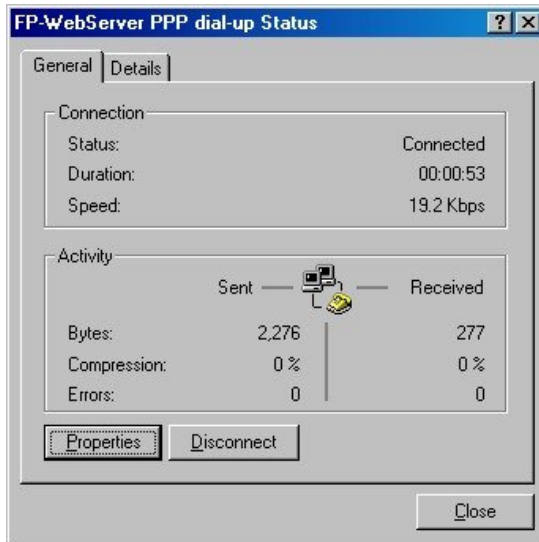 FP-WebServer PPP dial-up Status
General Details
Connection
Status: Connected
Duration: 00:00:53
Speed: 19.2 Kbps
Activity
Sent Received
Bytes: 2,276 277
Compression: 0 % 0 %
Errors: 0 0
Properties Disconnect
Close